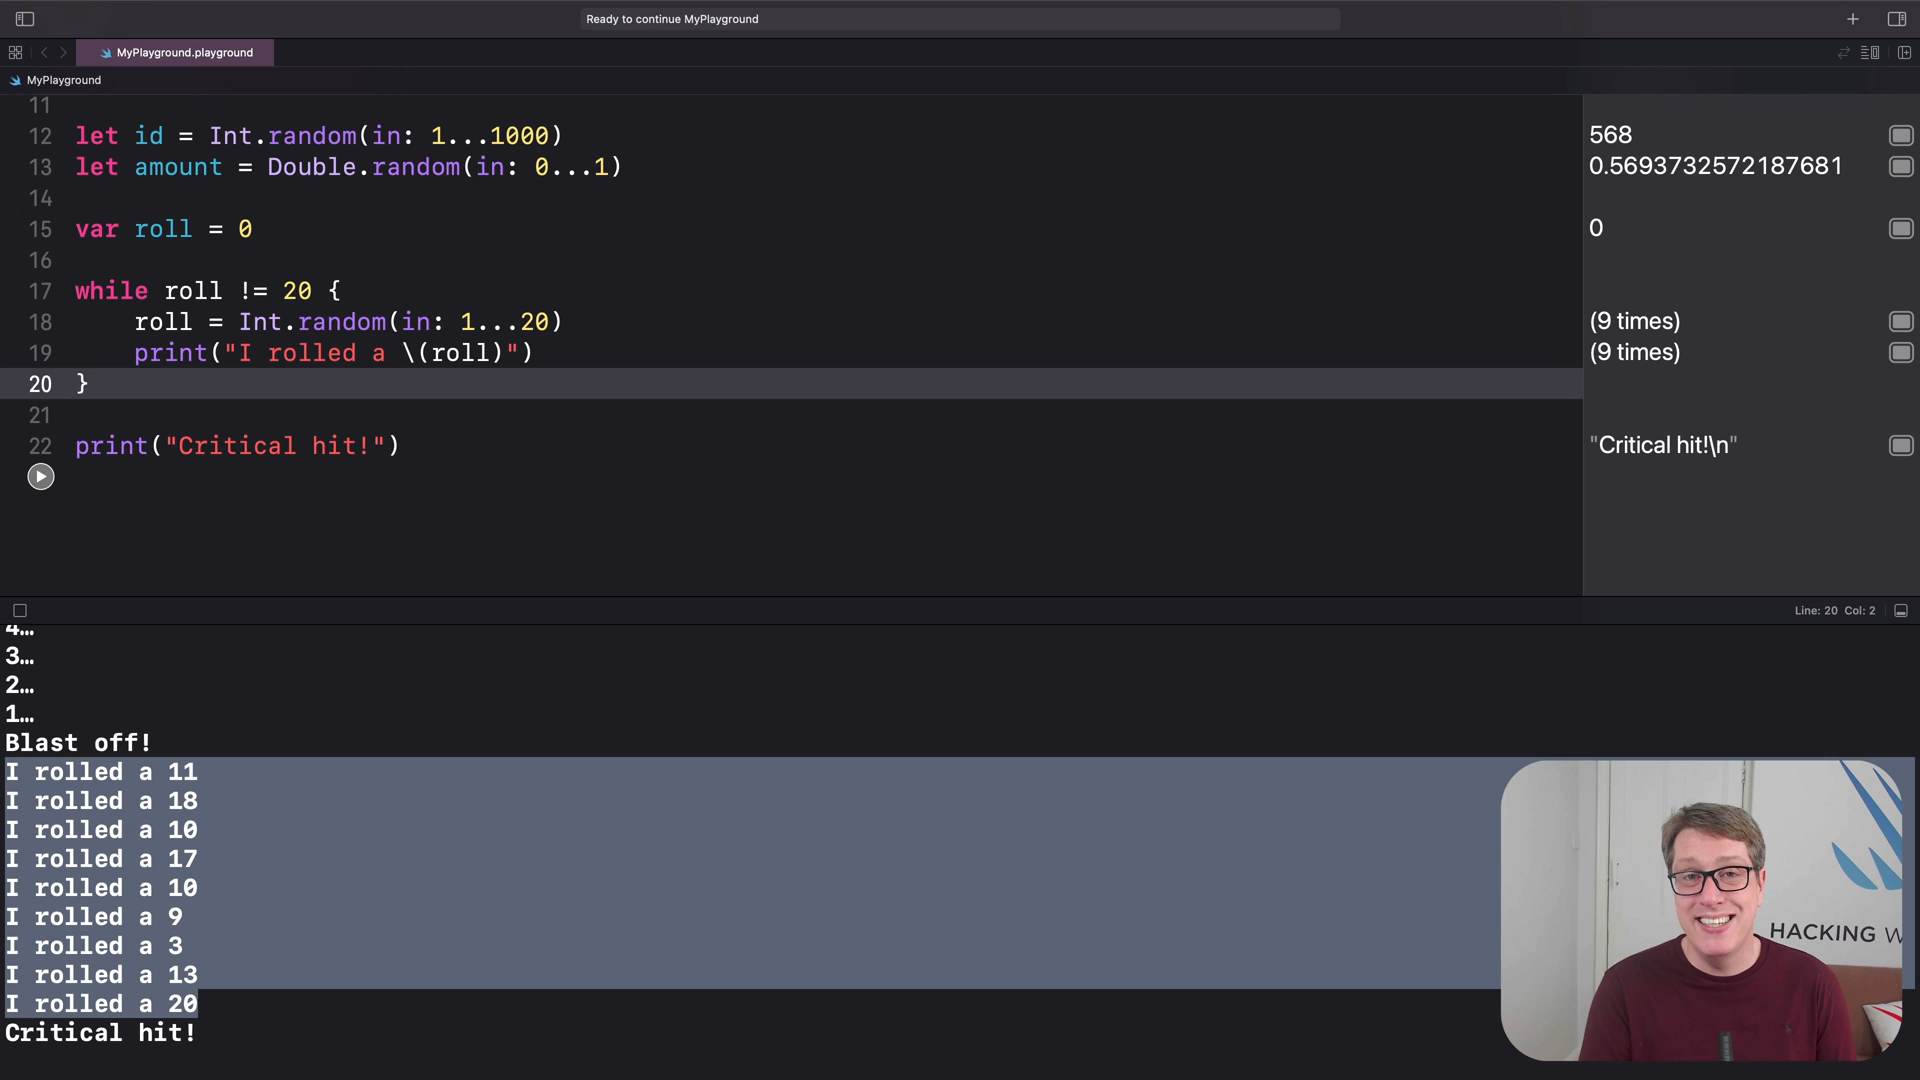 Ready to continue MyPlayground
MyPlayground.playground
MyPlayground
11
12 let id = Int.random(in: 1...1000)
568
13 let amount = Double.random(in: 0...1)
0.5693732572187681
14
15 var roll = 0
0
16
17 while roll != 20 {
18 roll = Int.random(in: 1...20)
(9 times)
19 print("I rolled a \(roll)")
(9 times)
20 }
21
22 print("Critical hit!")
"Critical hit!\n"
Line: 20 Col: 2
4…
3…
2…
1…
Blast off!
I rolled a 11
I rolled a 18
I rolled a 10
I rolled a 17
I rolled a 10
I rolled a 9
I rolled a 3
I rolled a 13
I rolled a 20
Critical hit!
HACKING W